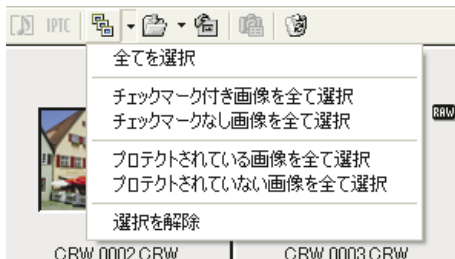 IPTC
全てを選択
チェックマーク付き画像を全て選択
チェックマークなし画像を全て選択
RAW
プロテクトされている画像を全て選択
プロテクトされていない画像を全て選択
選択を解除
CRW_0002.CRW CRW_0003.CRW